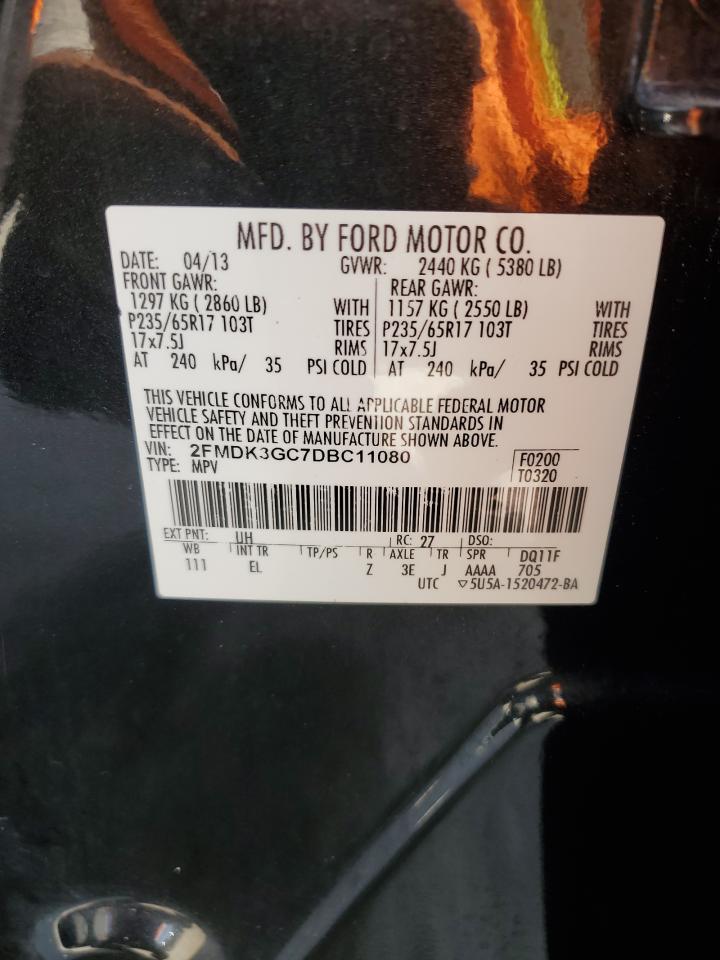 MFD. BY FORD MOTOR CO.
DATE: 04/13 GVWR: 2440 KG ( 5380 LB)
FRONT GAWR: REAR GAWR:
1297 KG ( 2860 LB) WITH 1157 KG ( 2550 LB) WITH
P235/65R17 103T TIRES P235/65R17 103T TIRES
17x7.5J RIMS 17x7.5J RIMS
AT 240 kPa/ 35 PSI COLD AT 240 kPa/ 35 PSI COLD
THIS VEHICLE CONFORMS TO ALL APPLICABLE FEDERAL MOTOR
VEHICLE SAFETY AND THEFT PREVENTION STANDARDS IN
EFFECT ON THE DATE OF MANUFACTURE SHOWN ABOVE.
VIN: 2FMDK3GC7DBC11080 F0200
TYPE: MPV T0320
EXT PNT: UH RC: 27 DSO:
WB INT TR TP/PS R AXLE TR SPR DQ11F
111 EL Z 3E J AAAA 705
UTC ▽5U5A-1520472-BA